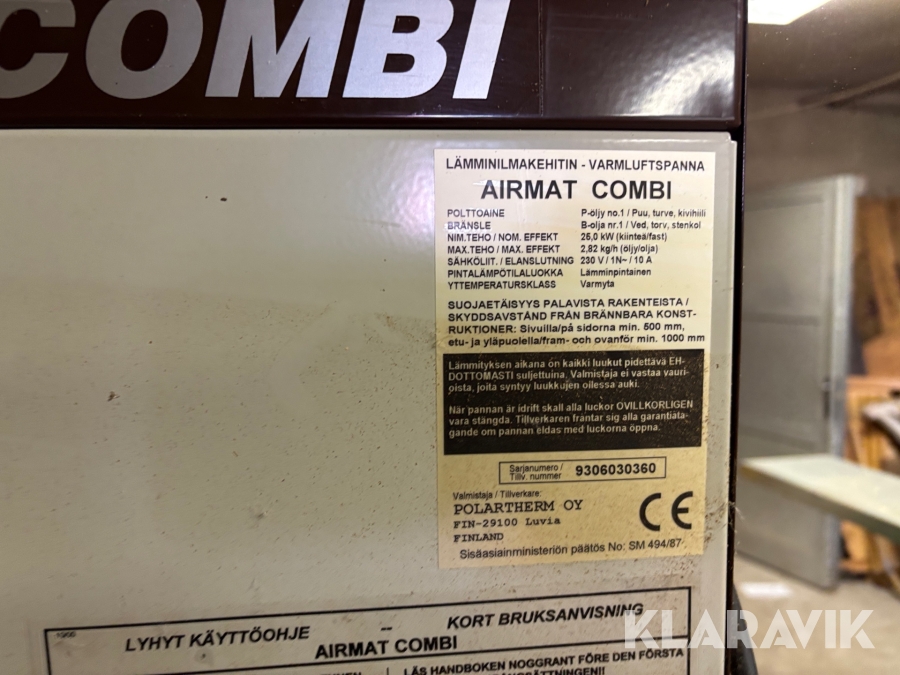 COMBI
LÄMMINILMAKEHITIN - VARMLUFTSPANNA
AIRMAT COMBI
POLTTOAINE P-öljy no.1 / Puu, turve, kivihiili
BRÄNSLE B-olja nr.1 / Ved, torv, stenkol
NIM.TEHO / NOM. EFFEKT 25,0 kW (kiinteä/fast)
MAX.TEHO / MAX. EFFEKT 2,82 kg/h (öljy/olja)
SÄHKÖLIIT. / ELANSLUTNING 230 V / 1N~ / 10 A
PINTALÄMPÖTILALUOKKA Lämminpintainen
YTTEMPERATURSKLASS Varmyta
SUOJAETÄISYYS PALAVISTA RAKENTEISTA /
SKYDDSAVSTÅND FRÅN BRÄNNBARA KONST-
RUKTIONER: Sivuilla/på sidorna min. 500 mm,
etu- ja yläpuolella/fram- och ovanför min. 1000 mm
Lämmityksen aikana on kaikki luukut pidettävä EH-
DOTTOMASTI suljettuina. Valmistaja ei vastaa vauri-
oista, joita syntyy luukkujen ollessa auki.
När pannan är idrift skall alla luckor OVILLKORLIGEN
vara stängda. Tillverkaren fråntar sig alla garantiata-
gande om pannan eldas med luckorna öppna.
Sarjanumero / 9306030360
Tillv. nummer
Valmistaja / Tillverkare:
POLARTHERM OY
FIN-29100 Luvia
FINLAND
CE
Sisäasiainministeriön päätös No: SM 494/87
LYHYT KÄYTTÖOHJE – KORT BRUKSANVISNING
AIRMAT COMBI
LÄS HANDBOKEN NOGGRANT FÖRE DEN FÖRSTA
KLARAVIK